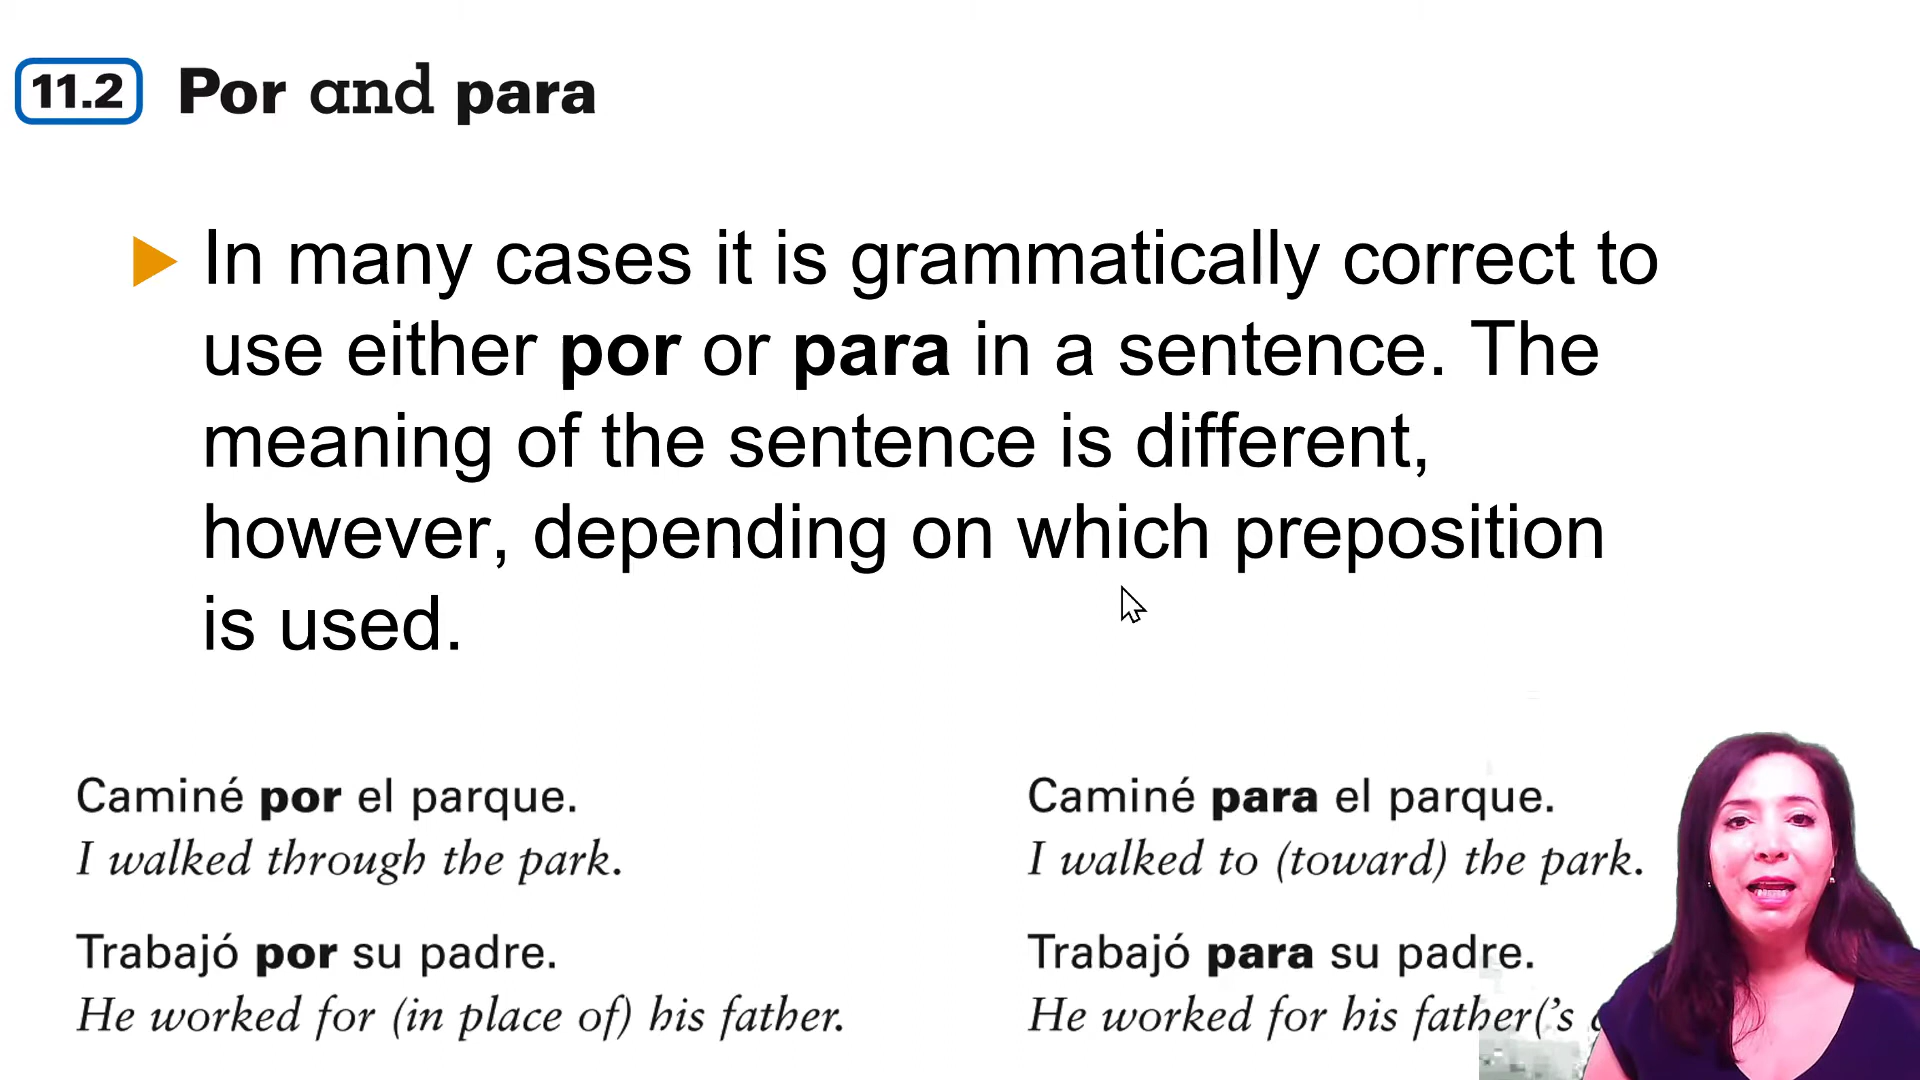 11.2 Por and para
In many cases it is grammatically correct to
use either por or para in a sentence. The
meaning of the sentence is different,
however, depending on which preposition
is used.
Caminé por el parque.
I walked through the park.
Caminé para el parque.
I walked to (toward) the park.
Trabajó por su padre.
He worked for (in place of) his father.
Trabajó para su padre.
He worked for his father('s